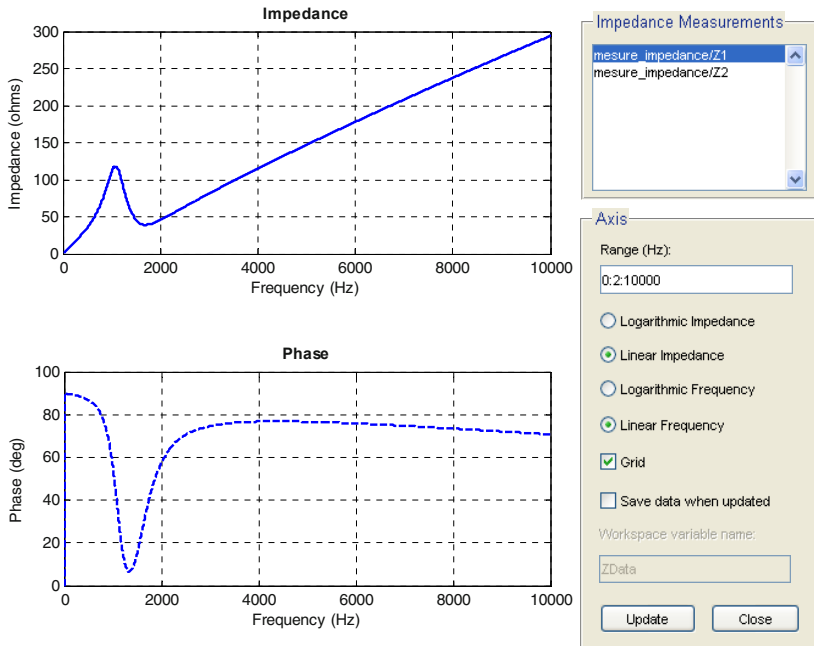 Impedance
300
250
200
150
100
50
0
Impedance (ohms)
0 2000 4000 6000 8000 10000
Frequency (Hz)
Phase
100
80
60
40
20
0
Phase (deg)
0 2000 4000 6000 8000 10000
Frequency (Hz)
Impedance Measurements
mesure_impedance/Z1
mesure_impedance/Z2
Axis
Range (Hz):
0:2:10000
Logarithmic Impedance
Linear Impedance
Logarithmic Frequency
Linear Frequency
Grid
Save data when updated
Workspace variable name:
ZData
Update Close